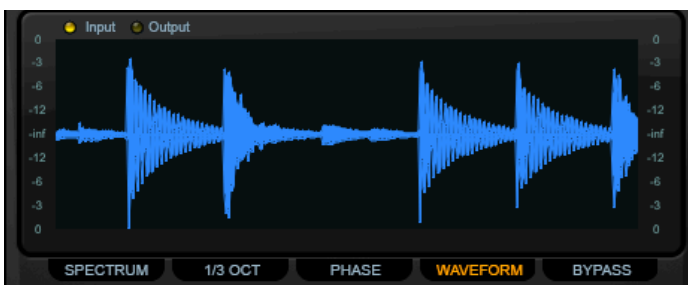 Input Output
0 0
-3 -3
-6 -6
-12 -12
-inf -inf
-12 -12
-6 -6
-3 -3
0 0
SPECTRUM 1/3 OCT PHASE WAVEFORM BYPASS